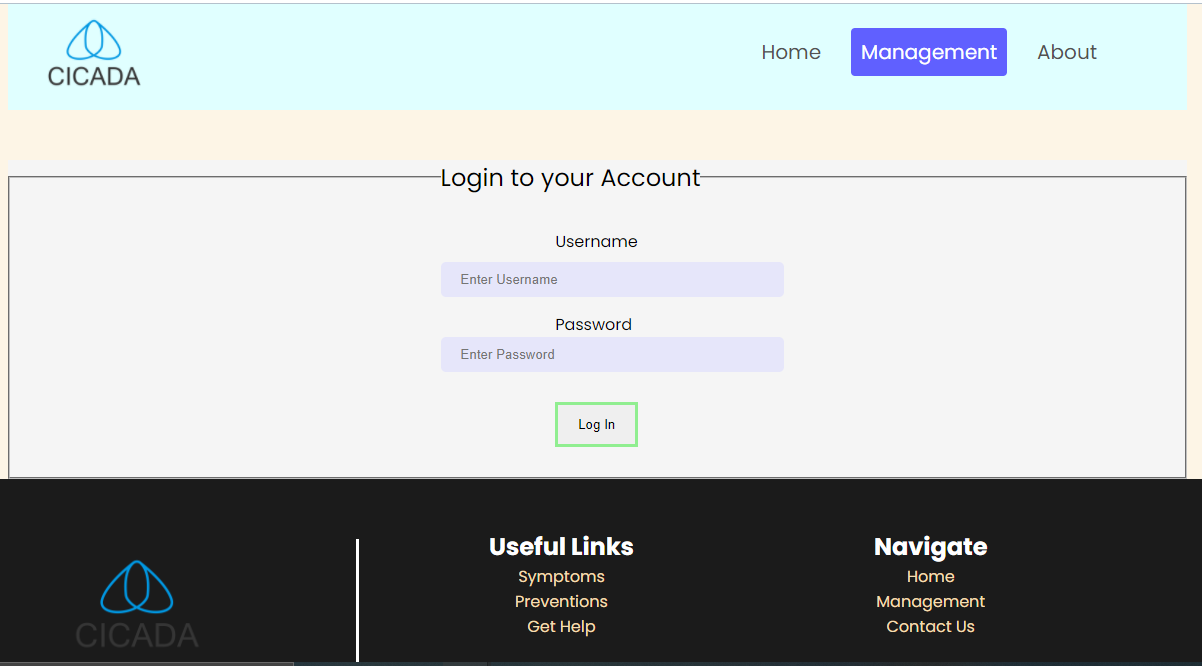 CICADA
Home Management About
Login to your Account
Username
Enter Username
Password
Enter Password
Log In
Useful Links
Symptoms
Preventions
Get Help
Navigate
Home
Management
Contact Us
CICADA